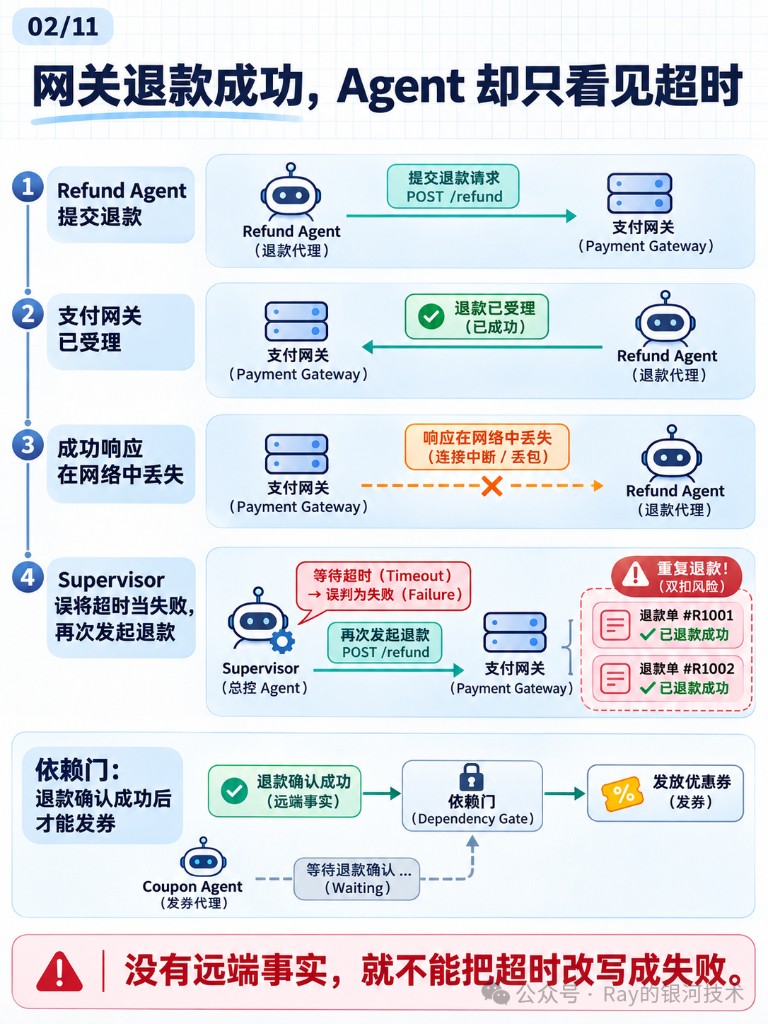 02/11
网关退款成功，Agent 却只看见超时
1
Refund Agent
提交退款
Refund Agent
（退款代理）
提交退款请求
POST /refund
支付网关
（Payment Gateway）
2
支付网关
已受理
支付网关
（Payment Gateway）
退款已受理
（已成功）
Refund Agent
（退款代理）
3
成功响应
在网络中丢失
支付网关
（Payment Gateway）
响应在网络中丢失
（连接中断 / 丢包）
Refund Agent
（退款代理）
4
Supervisor
误将超时当失败，
再次发起退款
等待超时（Timeout）
→ 误判为失败（Failure）
Supervisor
（总控 Agent）
再次发起退款
POST /refund
支付网关
（Payment Gateway）
重复退款！
（双扣风险）
退款单 #R1001
已退款成功
退款单 #R1002
已退款成功
依赖门：
退款确认成功后
才能发券
退款确认成功
（远端事实）
依赖门
（Dependency Gate）
发放优惠券
（发券）
Coupon Agent
（发券代理）
等待退款确认 ...
（Waiting）
没有远端事实，就不能把超时改写成失败。
公众号 · Ray的银河技术